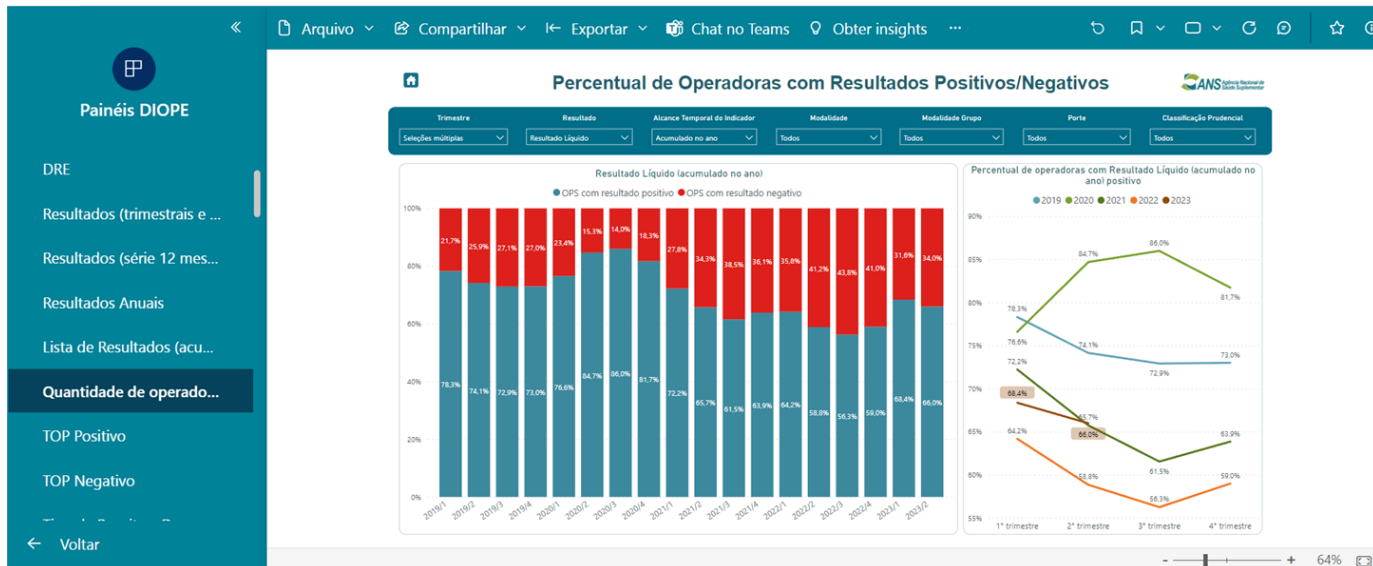 «
Arquivo
Compartilhar
Exportar
Chat no Teams
Obter insights
...
Painéis DIOPE
DRE
Resultados (trimestrais e ...
Resultados (série 12 mes...
Resultados Anuais
Lista de Resultados (acu...
Quantidade de operado...
TOP Positivo
TOP Negativo
← Voltar
Percentual de Operadoras com Resultados Positivos/Negativos
ANS Agência Nacional de
Saúde Suplementar
Trimestre
Seleções múltiplas
Resultado
Resultado Líquido
Alcance Temporal do Indicador
Acumulado no ano
Modalidade
Todos
Modalidade Grupo
Todos
Porte
Todos
Classificação Prudencial
Todos
Resultado Líquido (acumulado no ano)
OPS com resultado positivo OPS com resultado negativo
100%
80%
60%
40%
20%
0%
21,7% 25,9% 27,1% 27,0% 23,4% 15,3% 14,0% 18,3% 27,8% 34,3% 38,5% 36,1% 35,8% 41,2% 43,8% 41,0% 31,6% 34,0%
78,3% 74,1% 72,9% 73,0% 76,6% 84,7% 86,0% 81,7% 72,2% 65,7% 61,5% 63,9% 64,2% 58,8% 56,3% 59,0% 68,4% 66,0%
2019/1 2019/2 2019/3 2019/4 2020/1 2020/2 2020/3 2020/4 2021/1 2021/2 2021/3 2021/4 2022/1 2022/2 2022/3 2022/4 2023/1 2023/2
Percentual de operadoras com Resultado Líquido (acumulado no
ano) positivo
2019 2020 2021 2022 2023
90%
85%
80%
75%
70%
65%
60%
55%
84,7%
86,0%
81,7%
78,3%
76,6%
74,1%
72,9%
73,0%
72,2%
68,4%
65,7%
66,0%
64,2%
63,9%
61,5%
58,8%
56,3%
59,0%
1° trimestre 2° trimestre 3° trimestre 4° trimestre
- + 64%